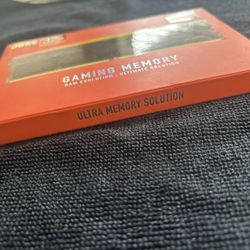 GAMING MEMORY
RAM EVOLUTION , ULTIMATE SOLUTION
ULTRA MEMORY SOLUTION